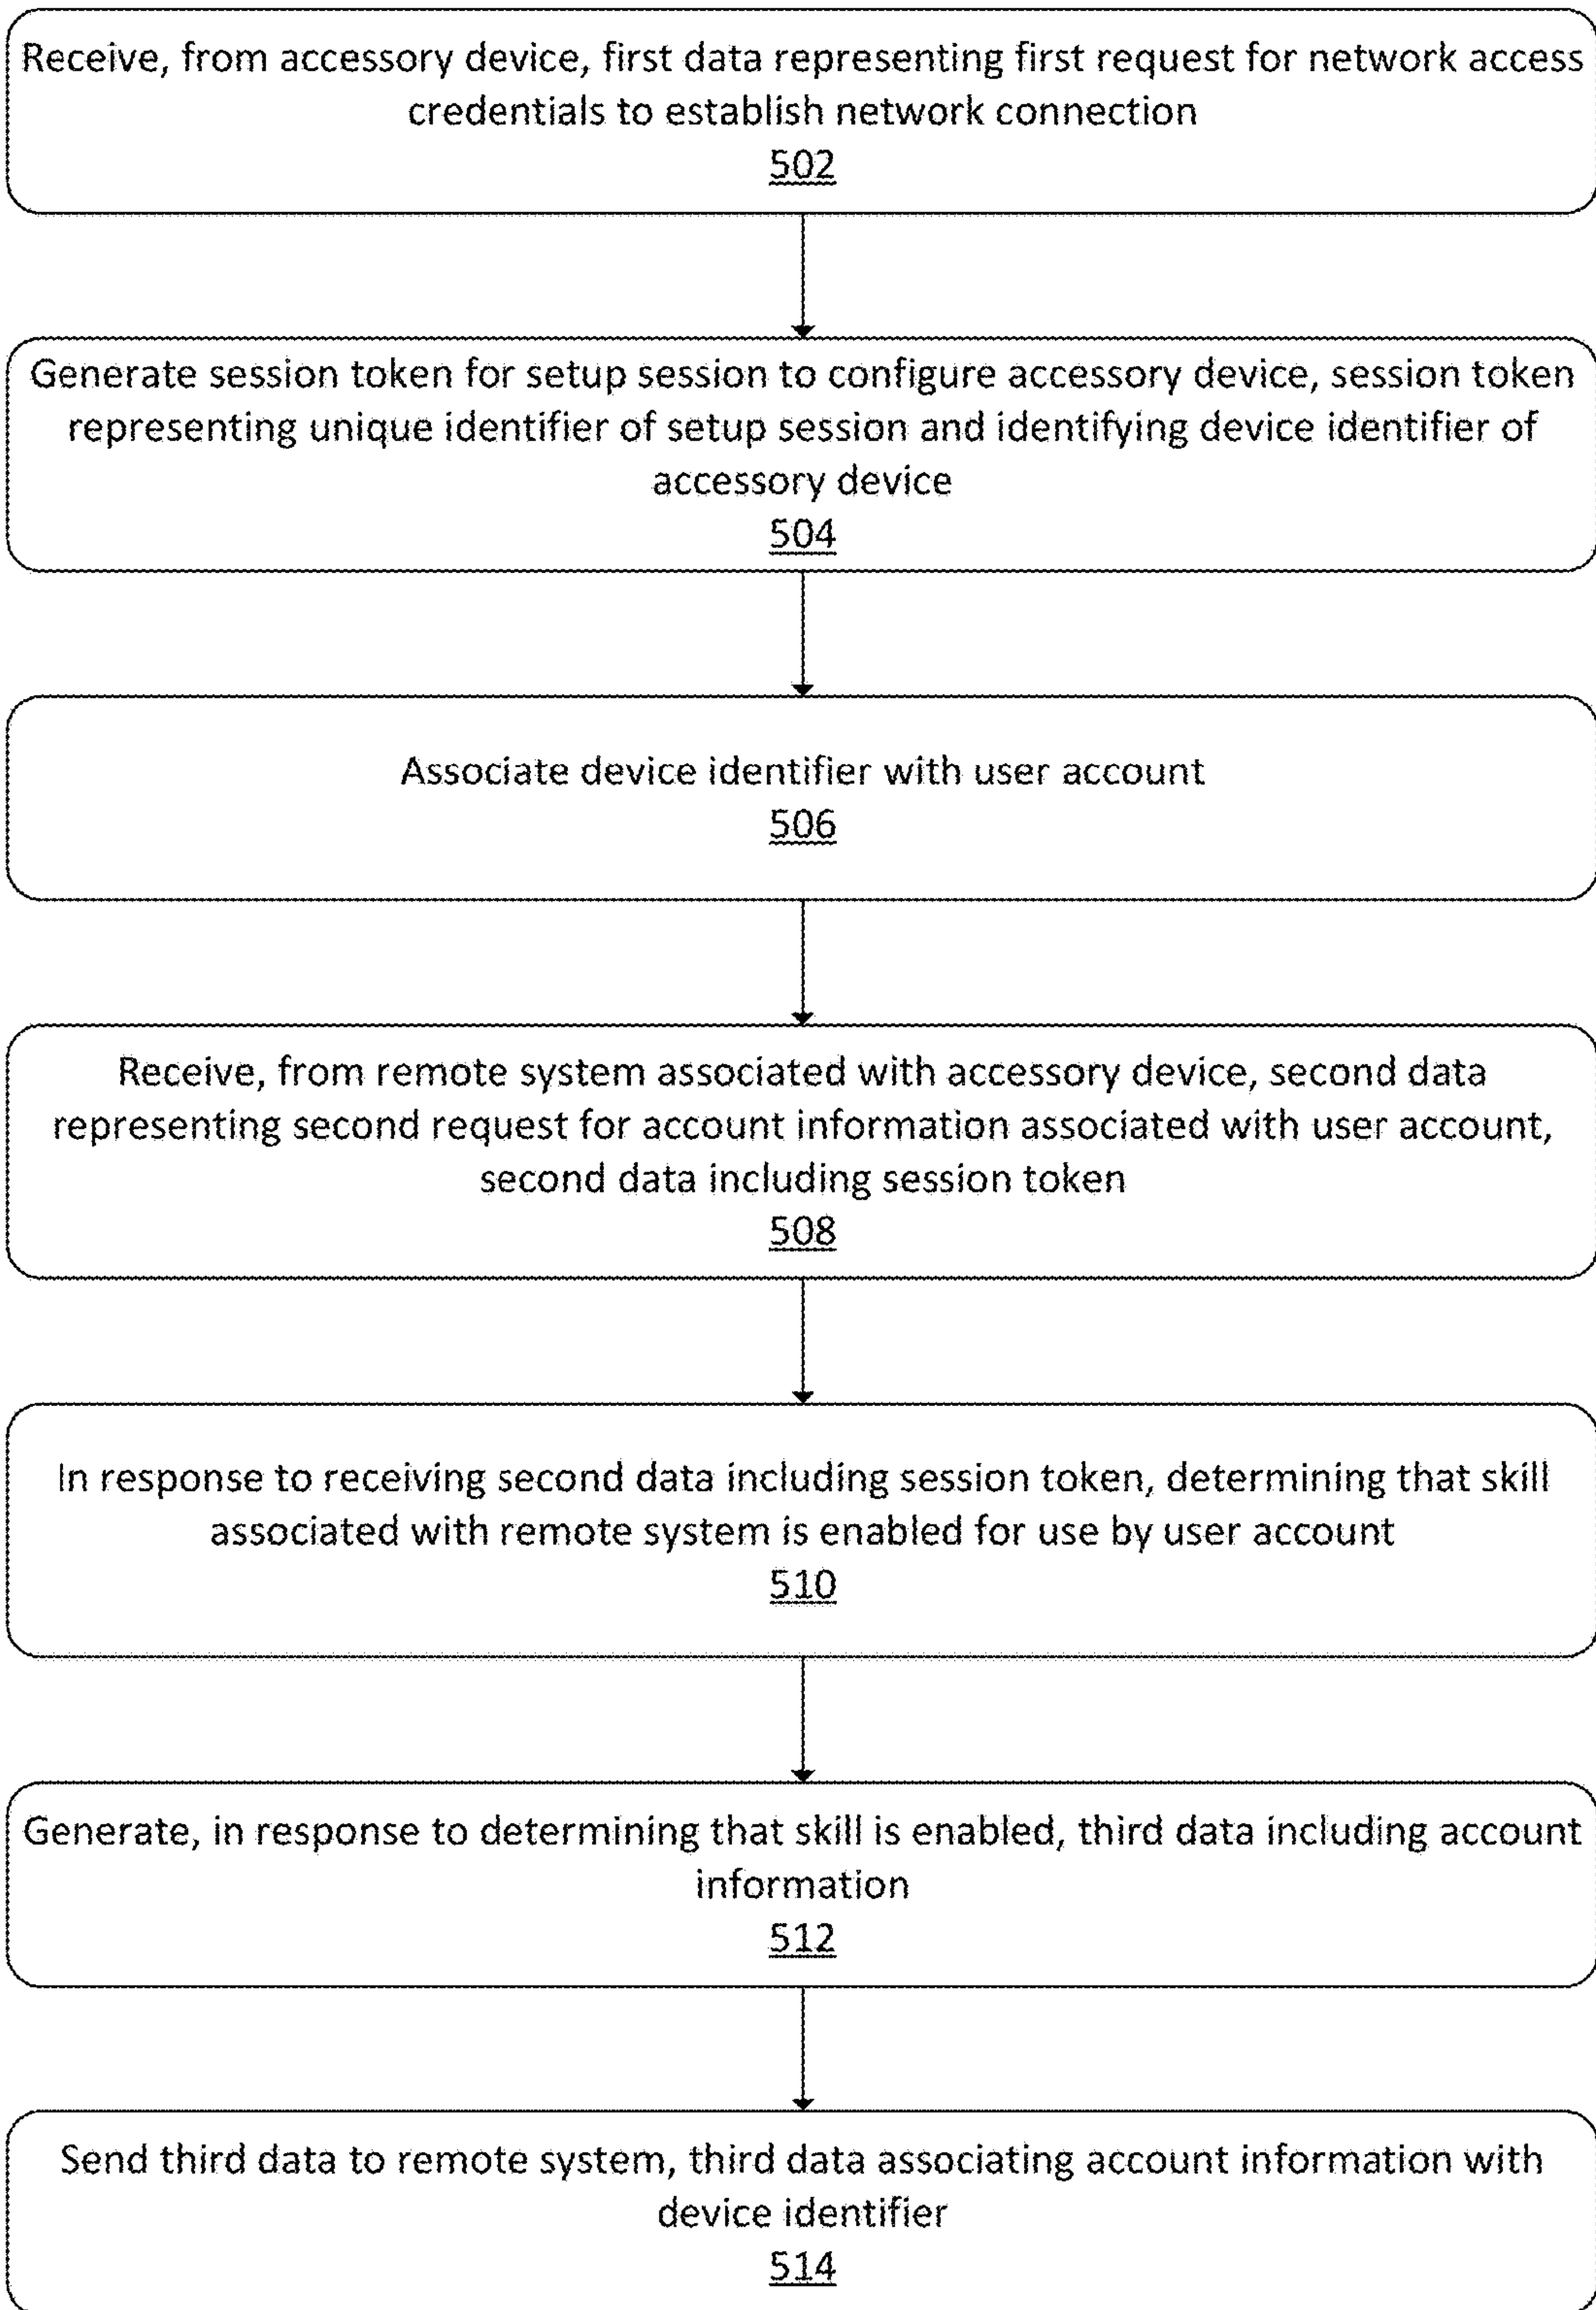 Receive, from accessory device, first data representing first request for network access
credentials to establish network connection
502
Generate session token for setup session to configure accessory device, session token
representing unique identifier of setup session and identifying device identifier of
accessory device
504
Associate device identifier with user account
506
Receive, from remote system associated with accessory device, second data
representing second request for account information associated with user account,
second data including session token
508
In response to receiving second data including session token, determining that skill
associated with remote system is enabled for use by user account
510
Generate, in response to determining that skill is enabled, third data including account
information
512
Send third data to remote system, third data associating account information with
device identifier
514